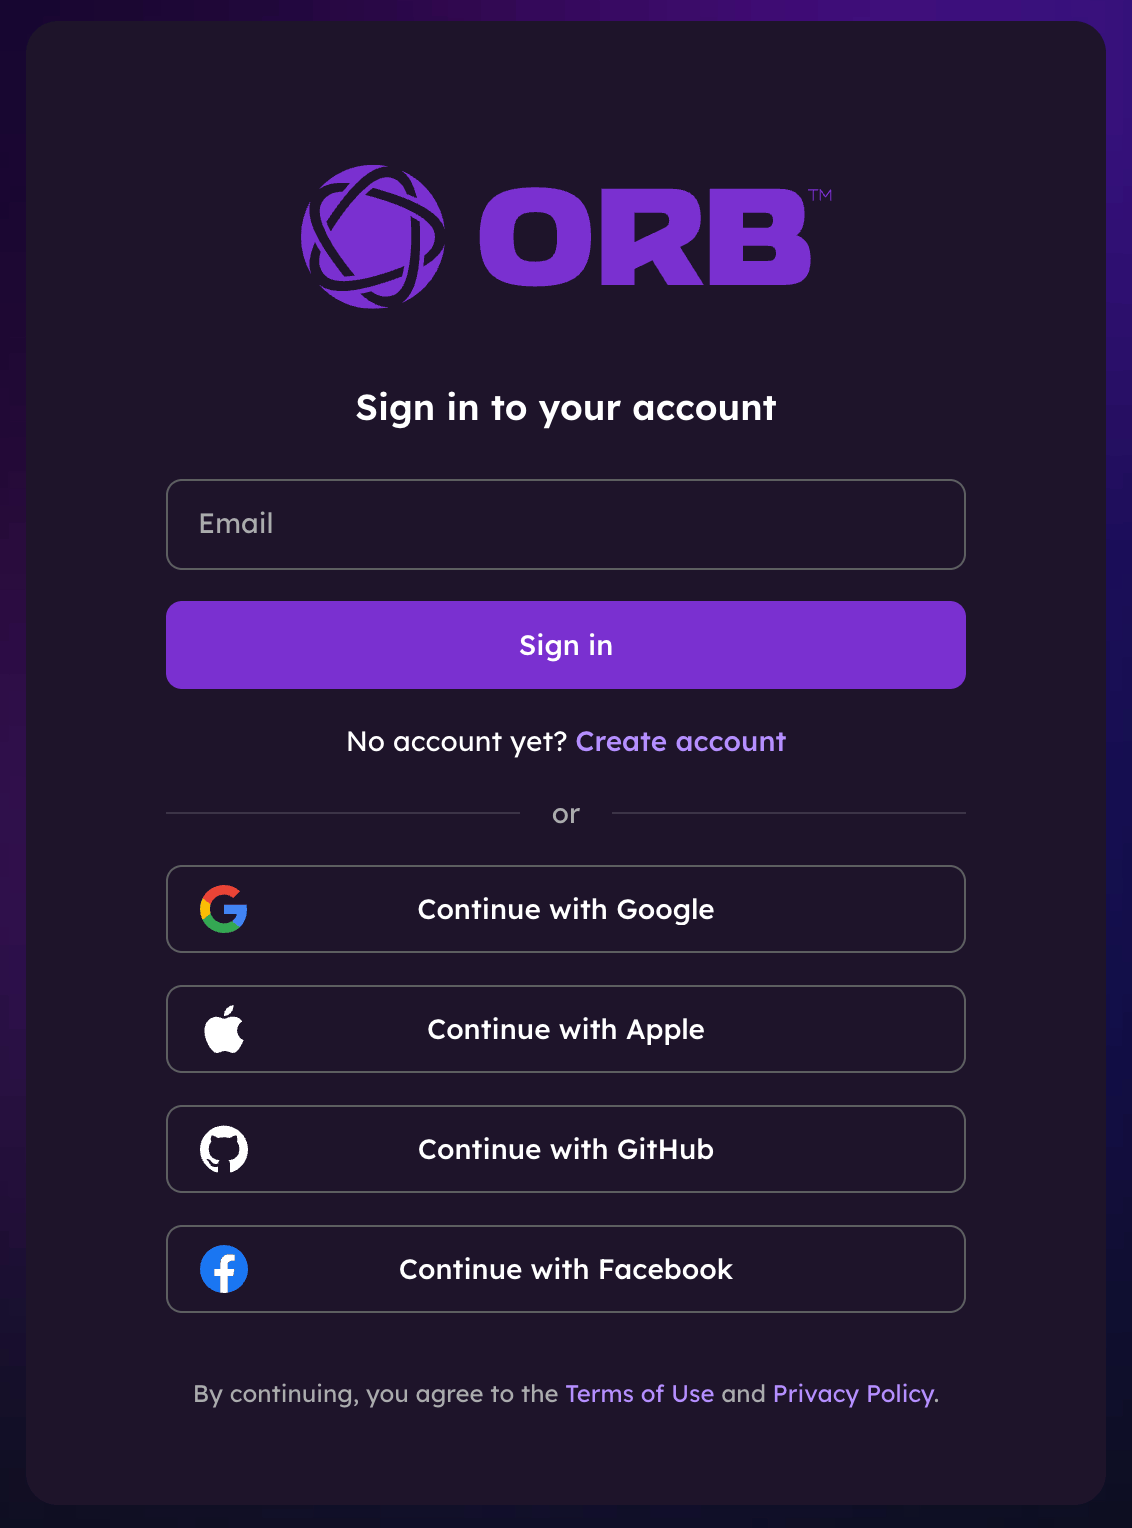 ORB™
Sign in to your account
Email
Sign in
No account yet? Create account
or
Continue with Google
Continue with Apple
Continue with GitHub
Continue with Facebook
By continuing, you agree to the Terms of Use and Privacy Policy.